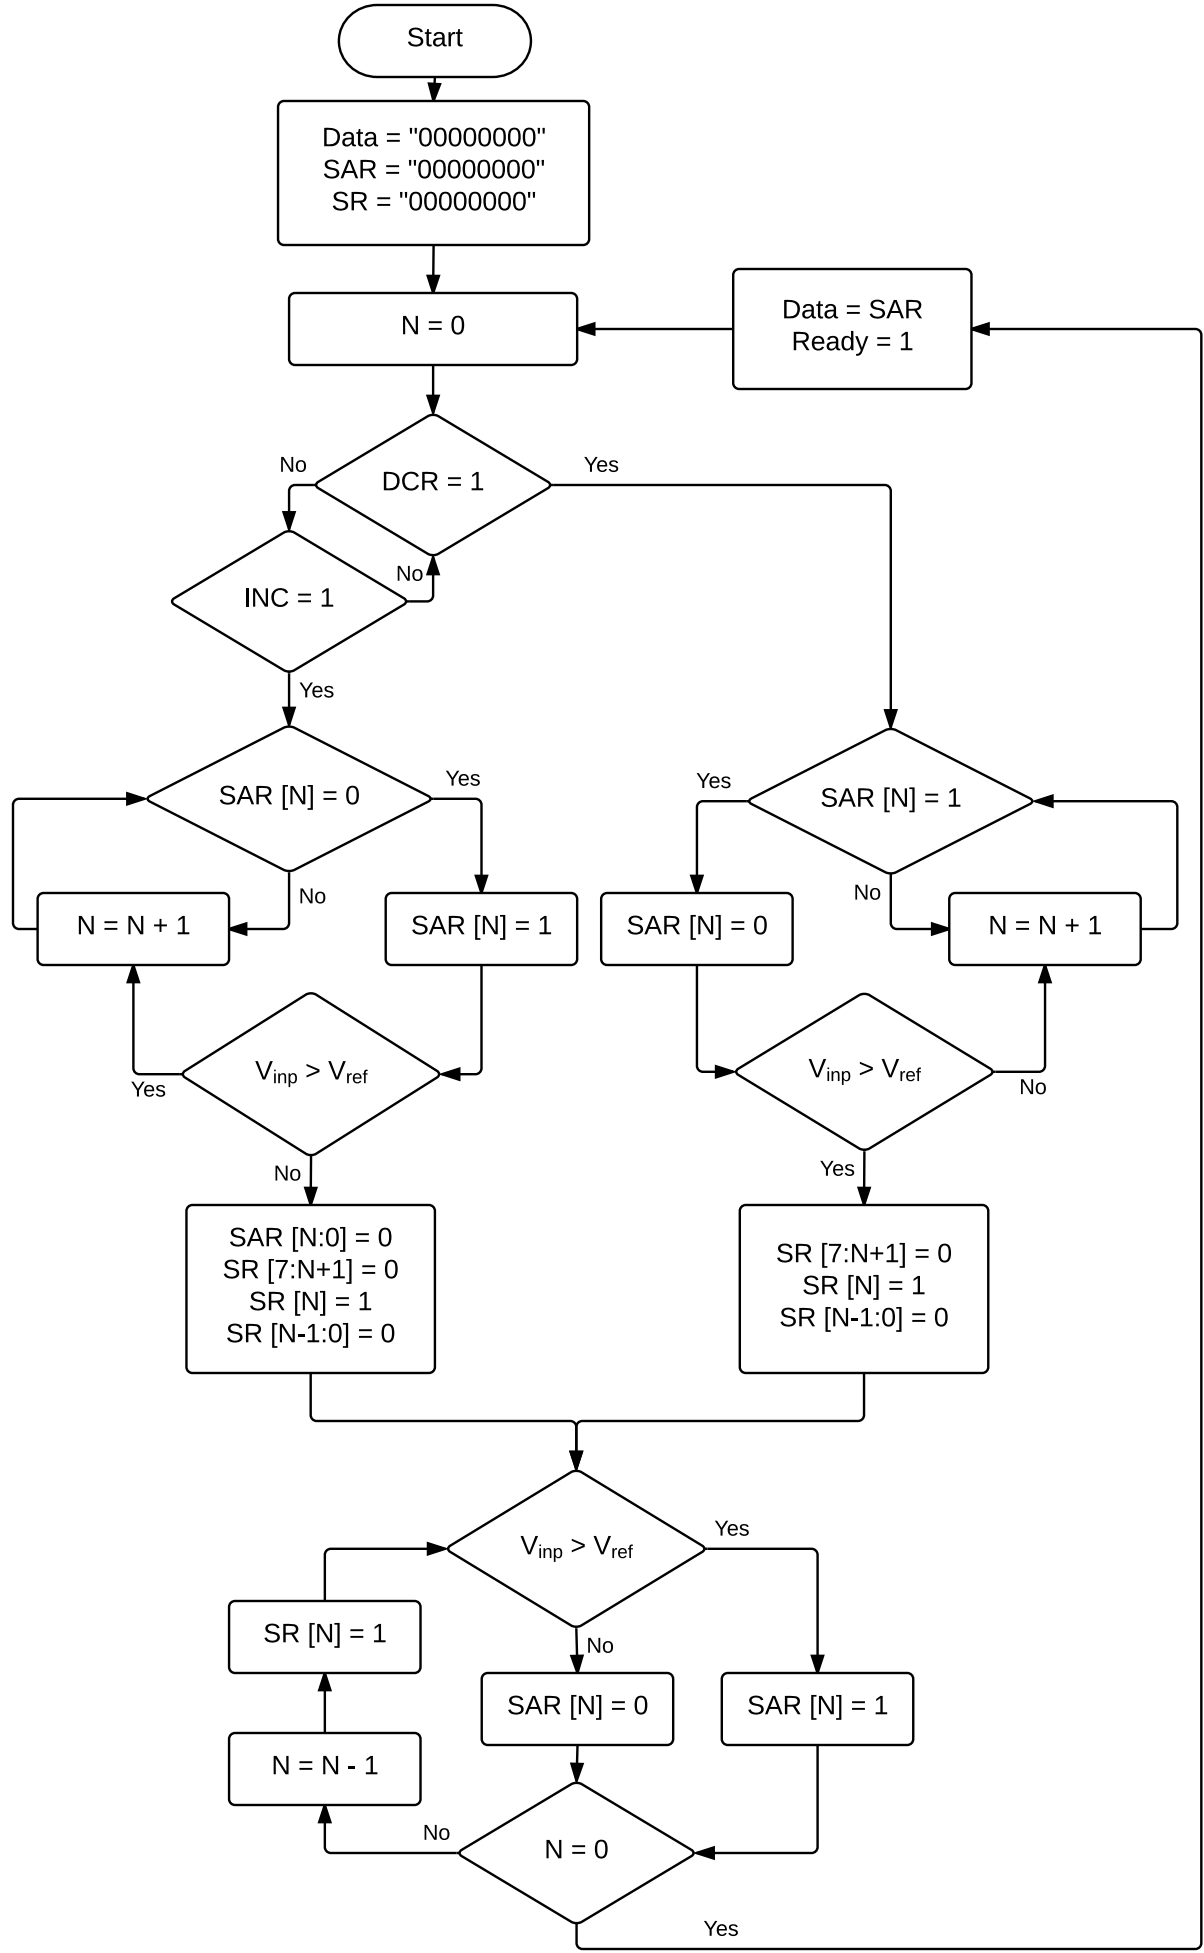 Start
Data = "00000000"
SAR = "00000000"
SR = "00000000"
N = 0
Data = SAR
Ready = 1
DCR = 1
No
Yes
INC = 1
No
Yes
SAR [N] = 0
Yes
No
N = N + 1
SAR [N] = 1
Vinp > Vref
Yes
No
SAR [N:0] = 0
SR [7:N+1] = 0
SR [N] = 1
SR [N-1:0] = 0
SAR [N] = 1
Yes
No
SAR [N] = 0
N = N + 1
Vinp > Vref
No
Yes
SR [7:N+1] = 0
SR [N] = 1
SR [N-1:0] = 0
Vinp > Vref
Yes
No
SR [N] = 1
SAR [N] = 0
SAR [N] = 1
N = N - 1
No
N = 0
Yes